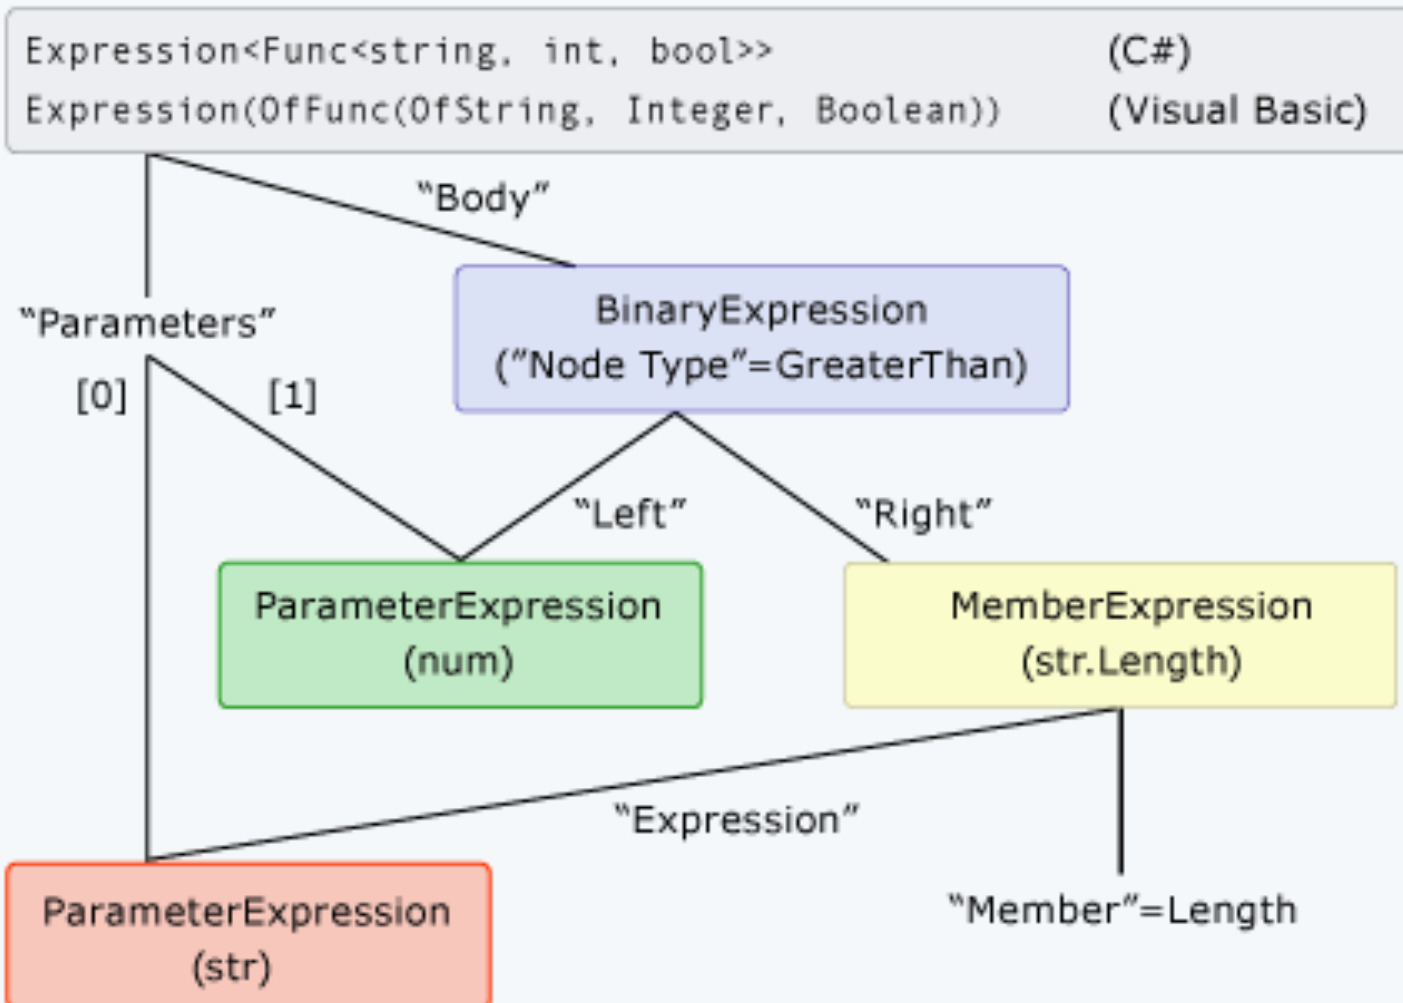 Expression<Func<string, int, bool>> (C#)
Expression(OfFunc(OfString, Integer, Boolean)) (Visual Basic)
“Body”
“Parameters”
BinaryExpression
(”Node Type”=GreaterThan)
[0] [1]
“Left” “Right”
ParameterExpression
(num)
MemberExpression
(str.Length)
“Expression”
ParameterExpression
(str)
“Member”=Length